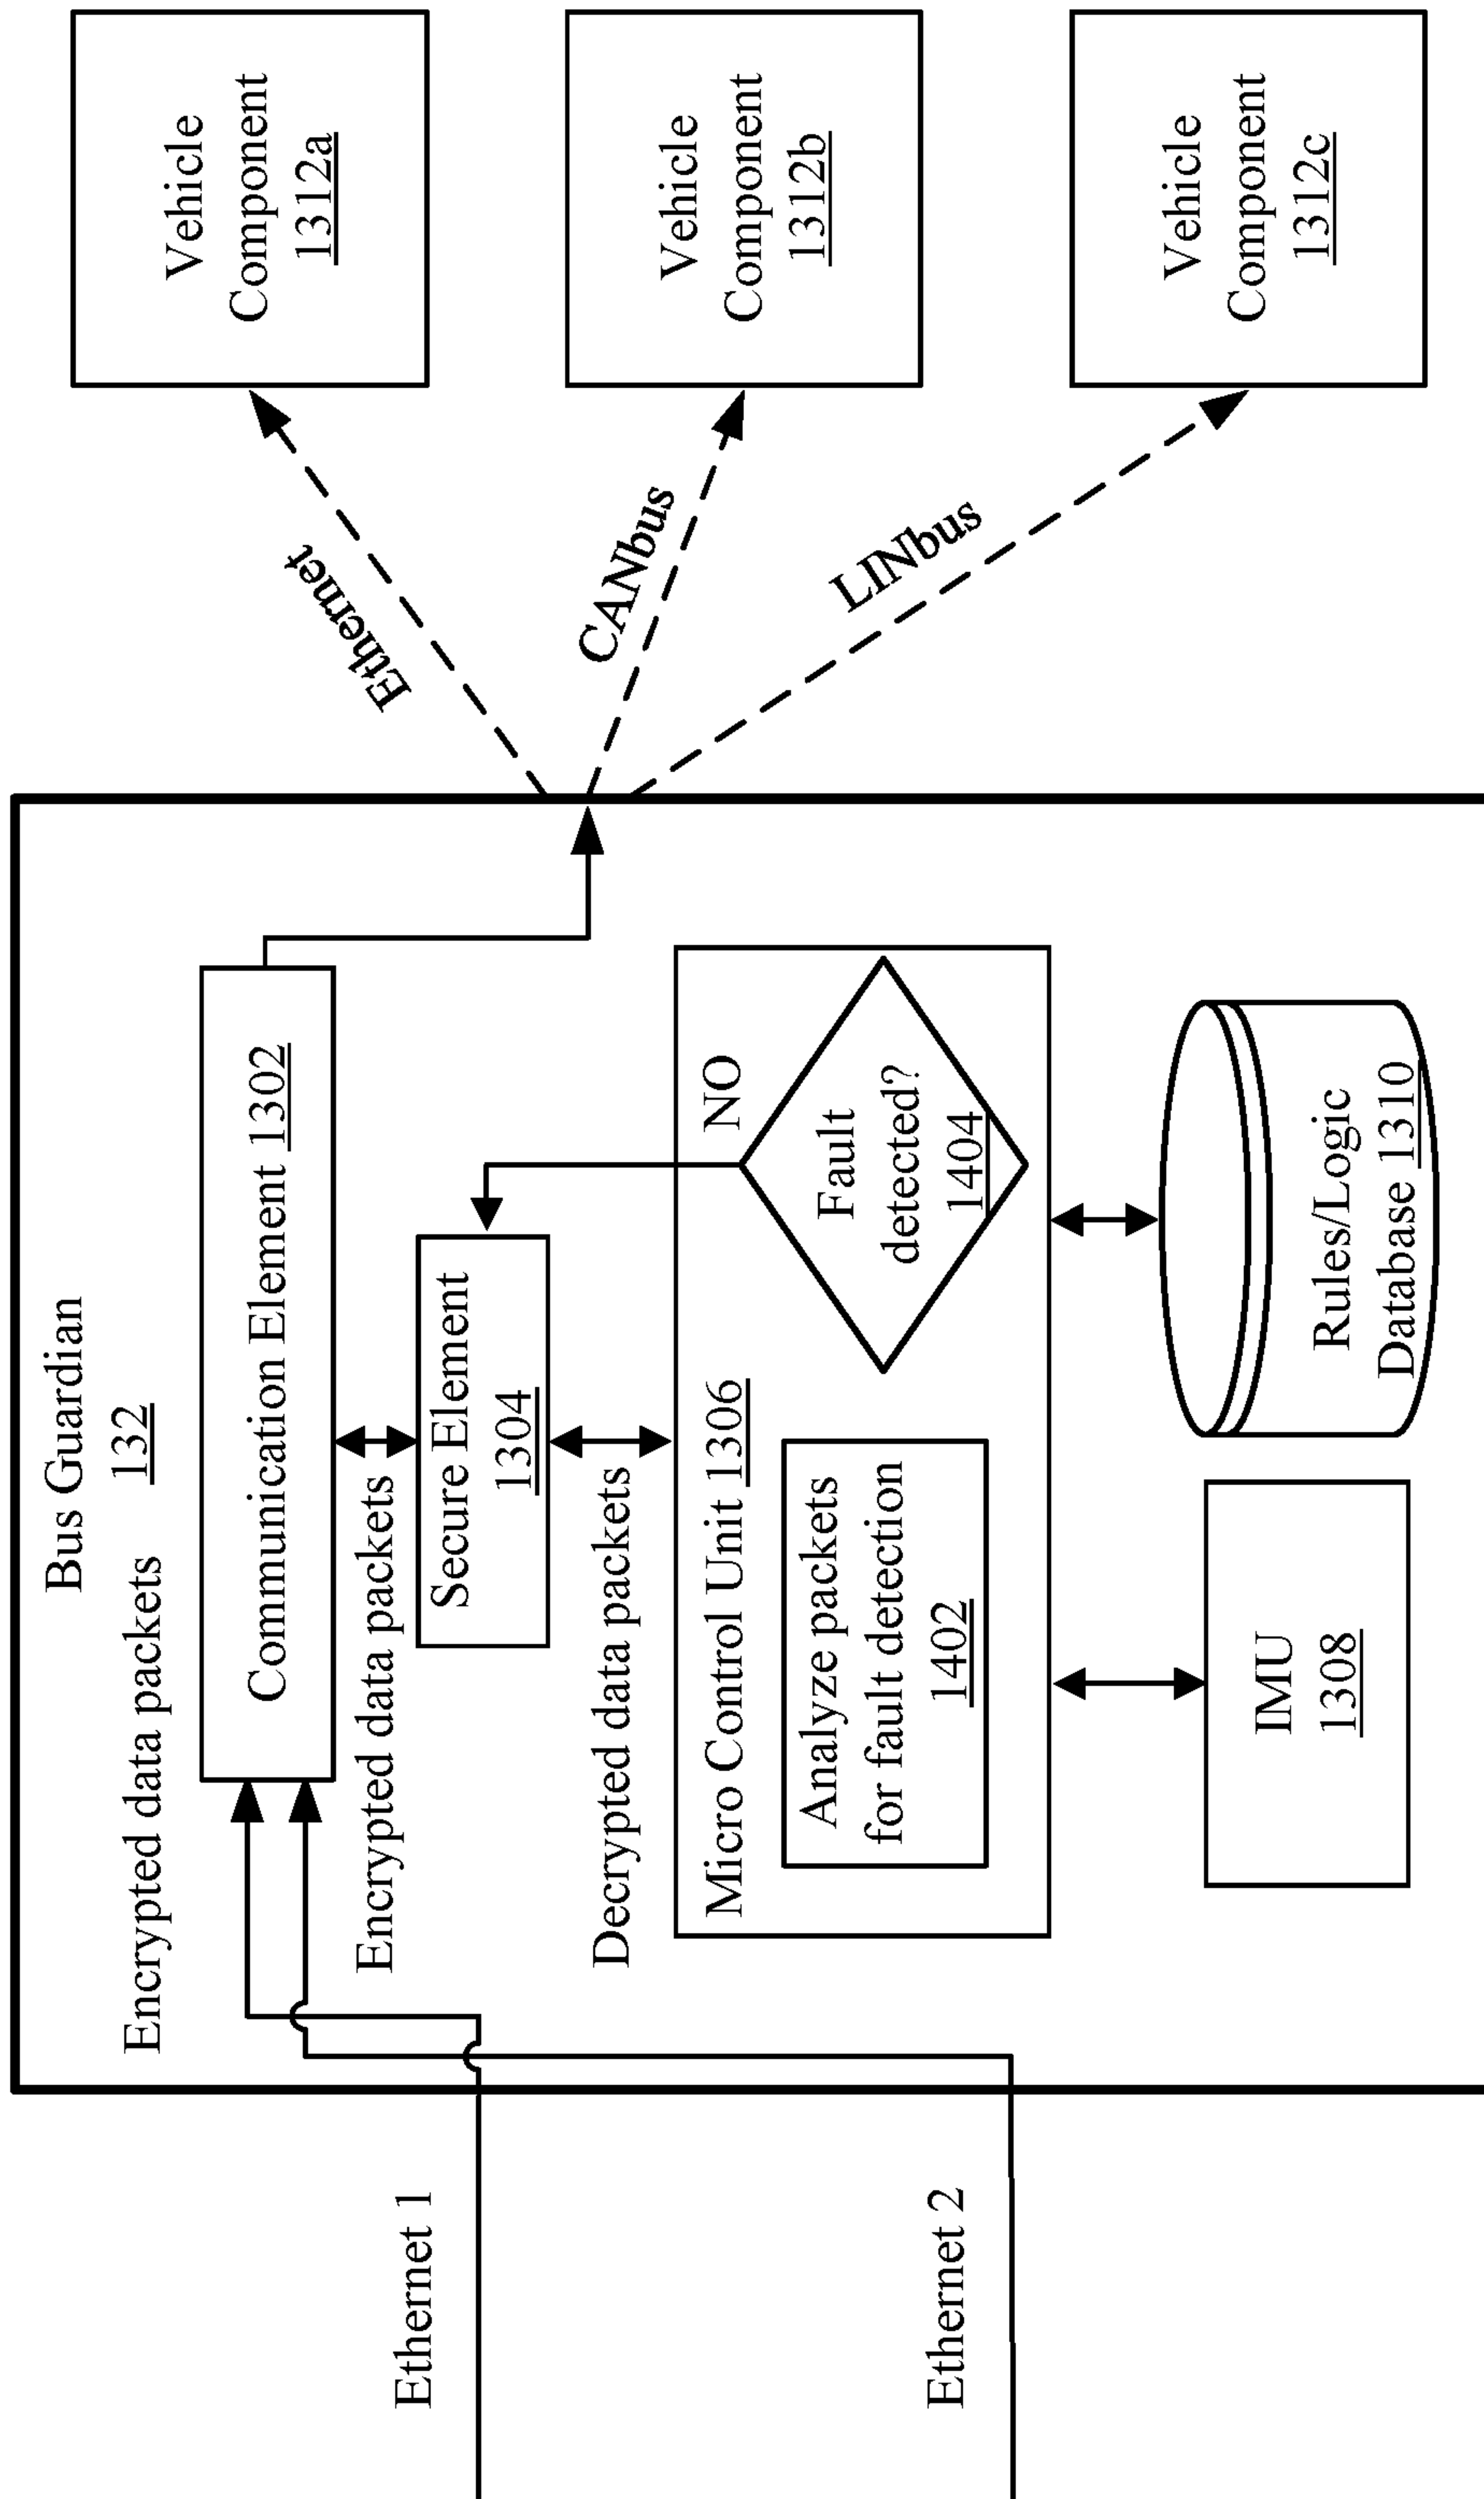 Bus Guardian
132
Encrypted data packets
Communication Element 1302
Encrypted data packets
Secure Element
1304
Decrypted data packets
Micro Control Unit 1306
NO
Analyze packets
for fault detection
1402
Fault
detected?
1404
IMU
1308
Rules/Logic
Database 1310
Ethernet 1
Ethernet 2
Ethernet
CANbus
LINbus
Vehicle
Component
1312a
Vehicle
Component
1312b
Vehicle
Component
1312c